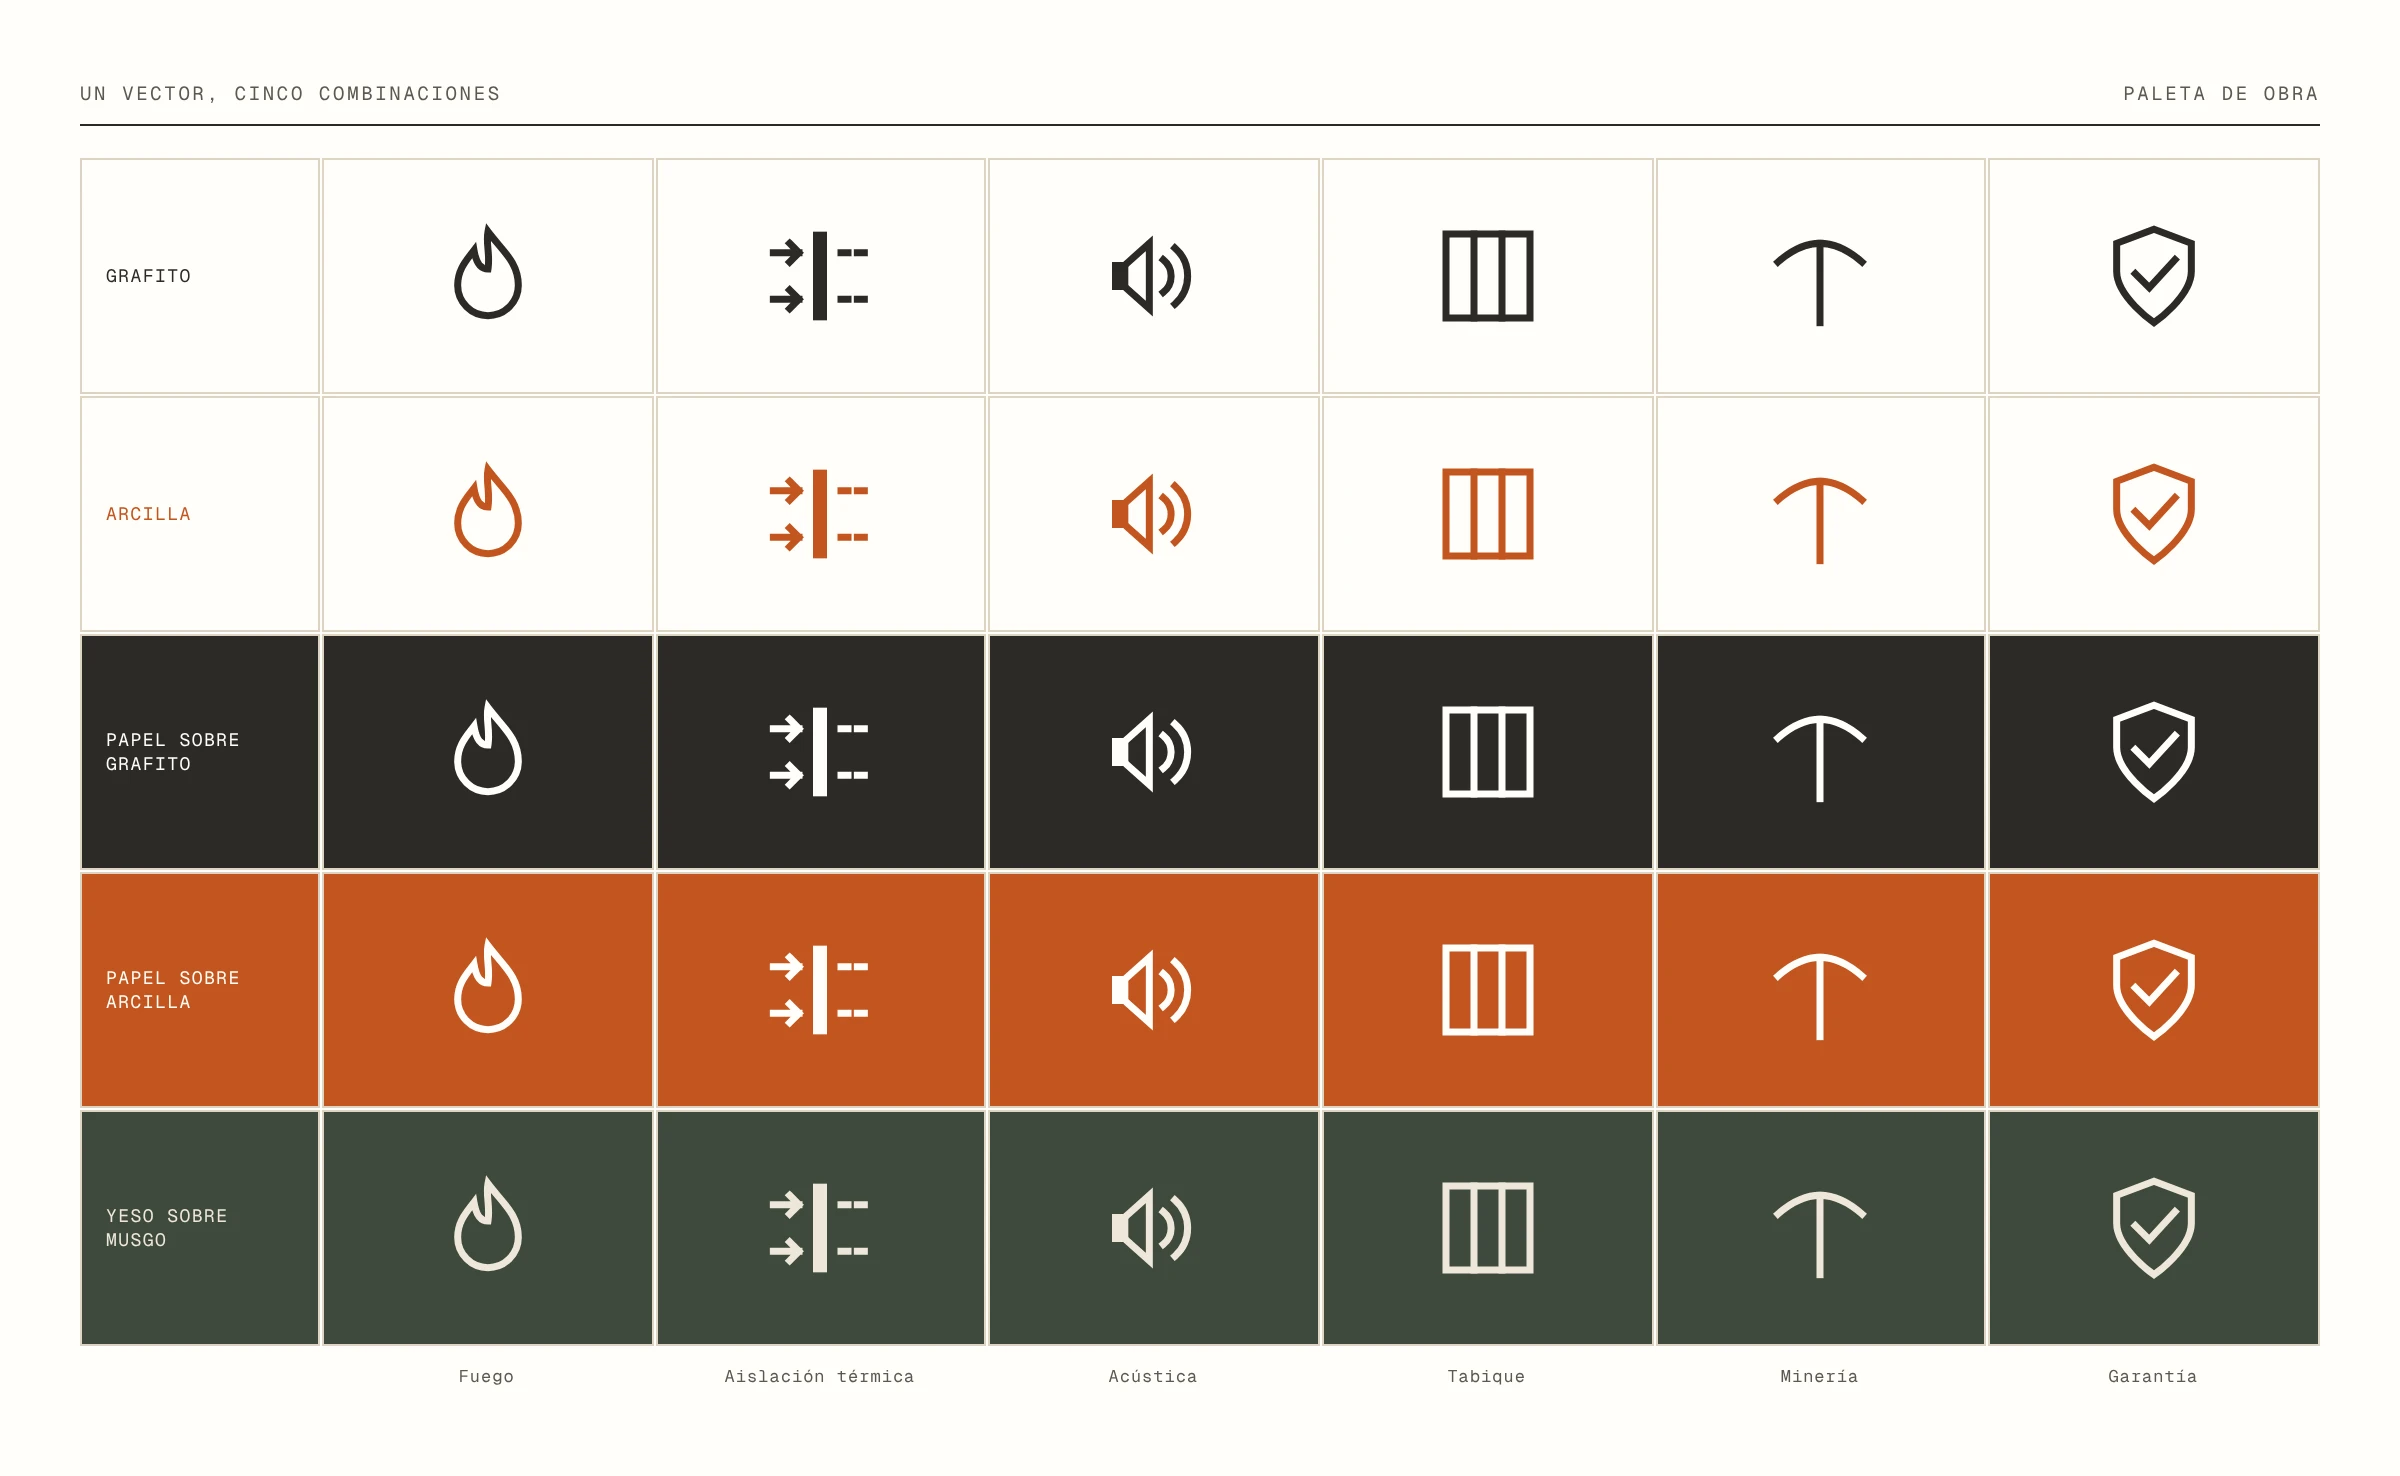 UN VECTOR, CINCO COMBINACIONES
PALETA DE OBRA
GRAFITO
ARCILLA
PAPEL SOBRE
GRAFITO
PAPEL SOBRE
ARCILLA
YESO SOBRE
MUSGO
Fuego
Aislación térmica
Acústica
Tabique
Minería
Garantía